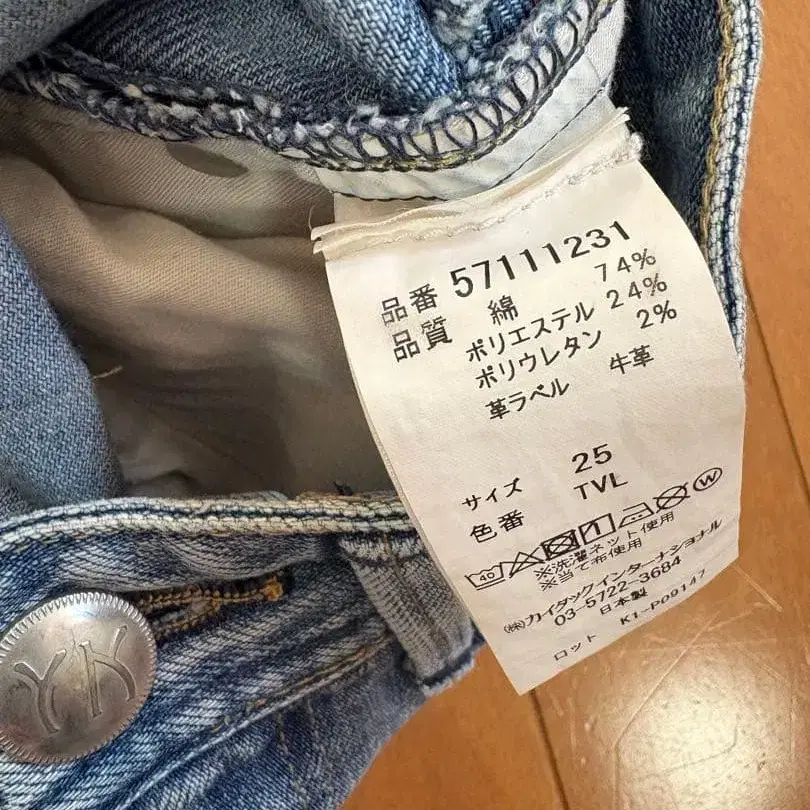 品番 57111231
品質 綿 74%
ポリエステル 24%
ポリウレタン 2%
革ラベル 牛革
サイズ 25
色番 TVL
40 W
※洗濯ネット使用
※当て布使用
(株)カイタックインターナショナル
03-5722-3684
日本製
ロット K1-P09147
YK